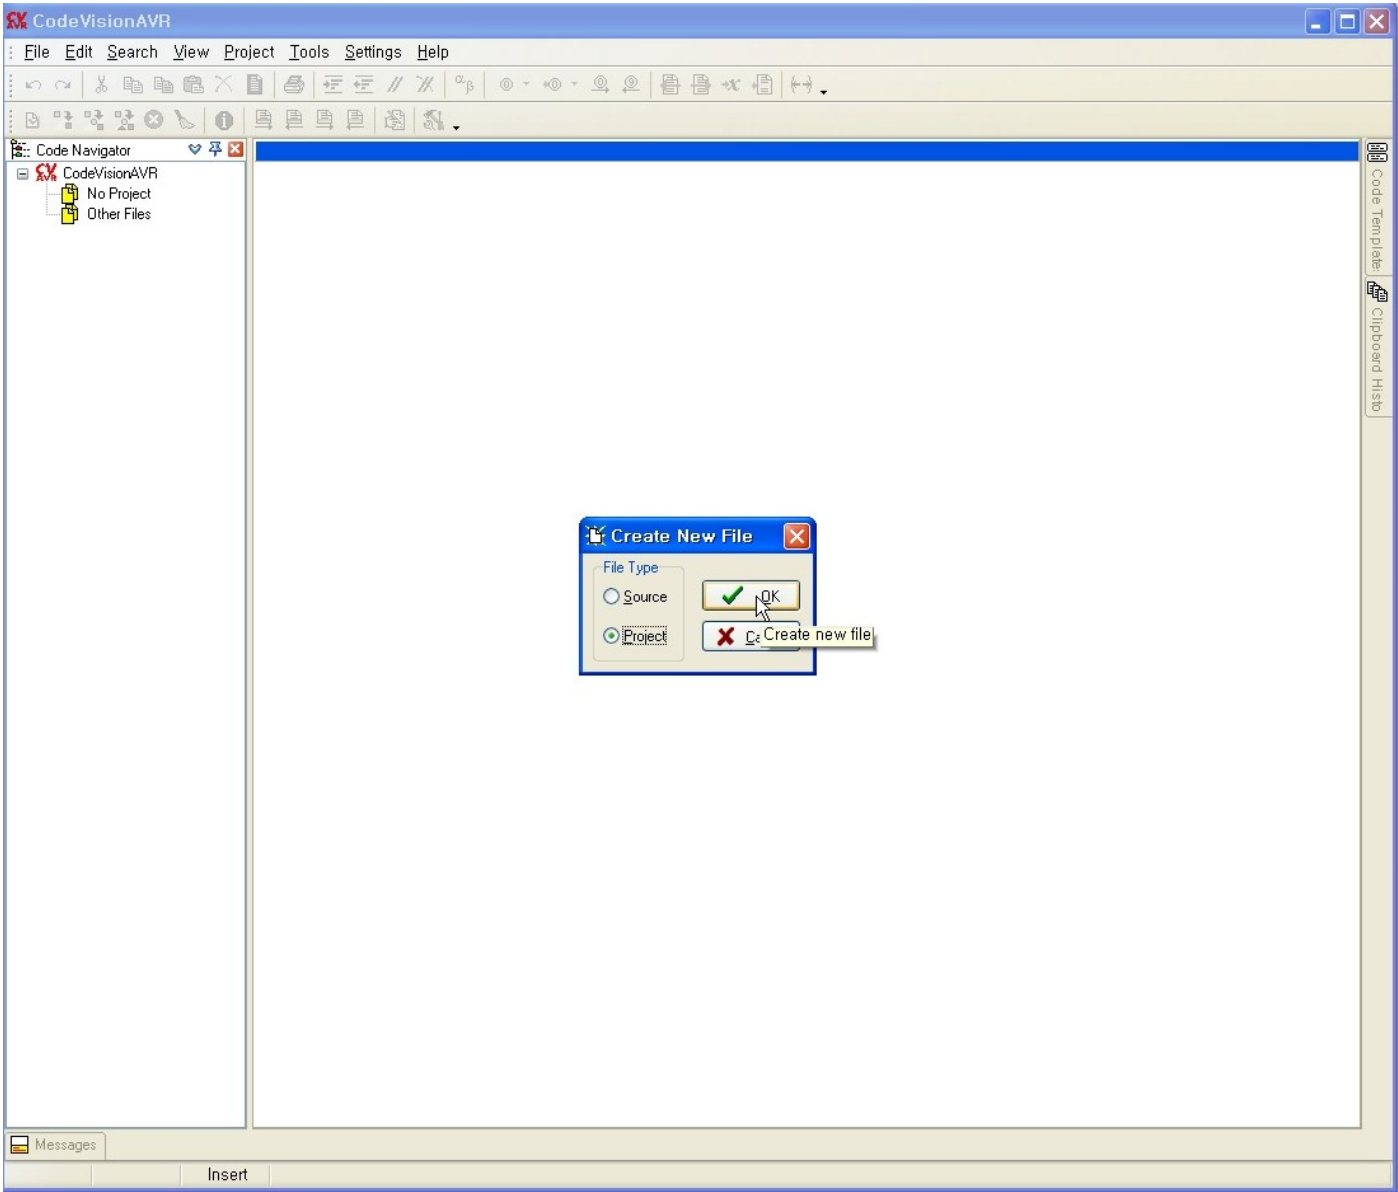 CodeVisionAVR
File Edit Search View Project Tools Settings Help
Code Navigator
CodeVisionAVR
No Project
Other Files
Code Template
Clipboard Histo
Create New File
File Type
Source
OK
Project
Create new file
Messages
Insert